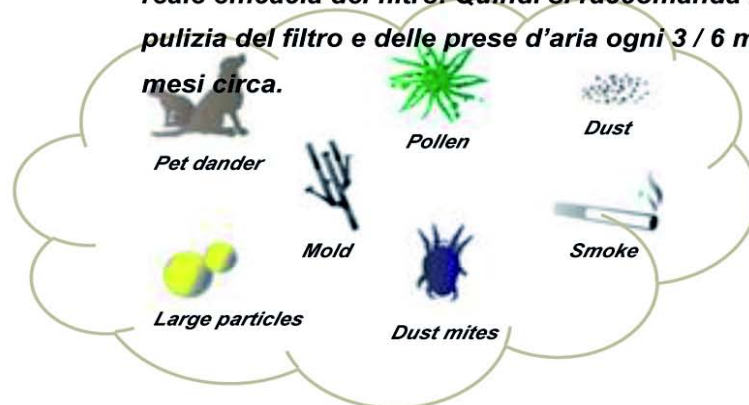 pulizia del filtro e delle prese d'aria ogni 3 / 6 m
mesi circa.
Pollen
Dust
Pet dander
Mold
Smoke
Large particles
Dust mites